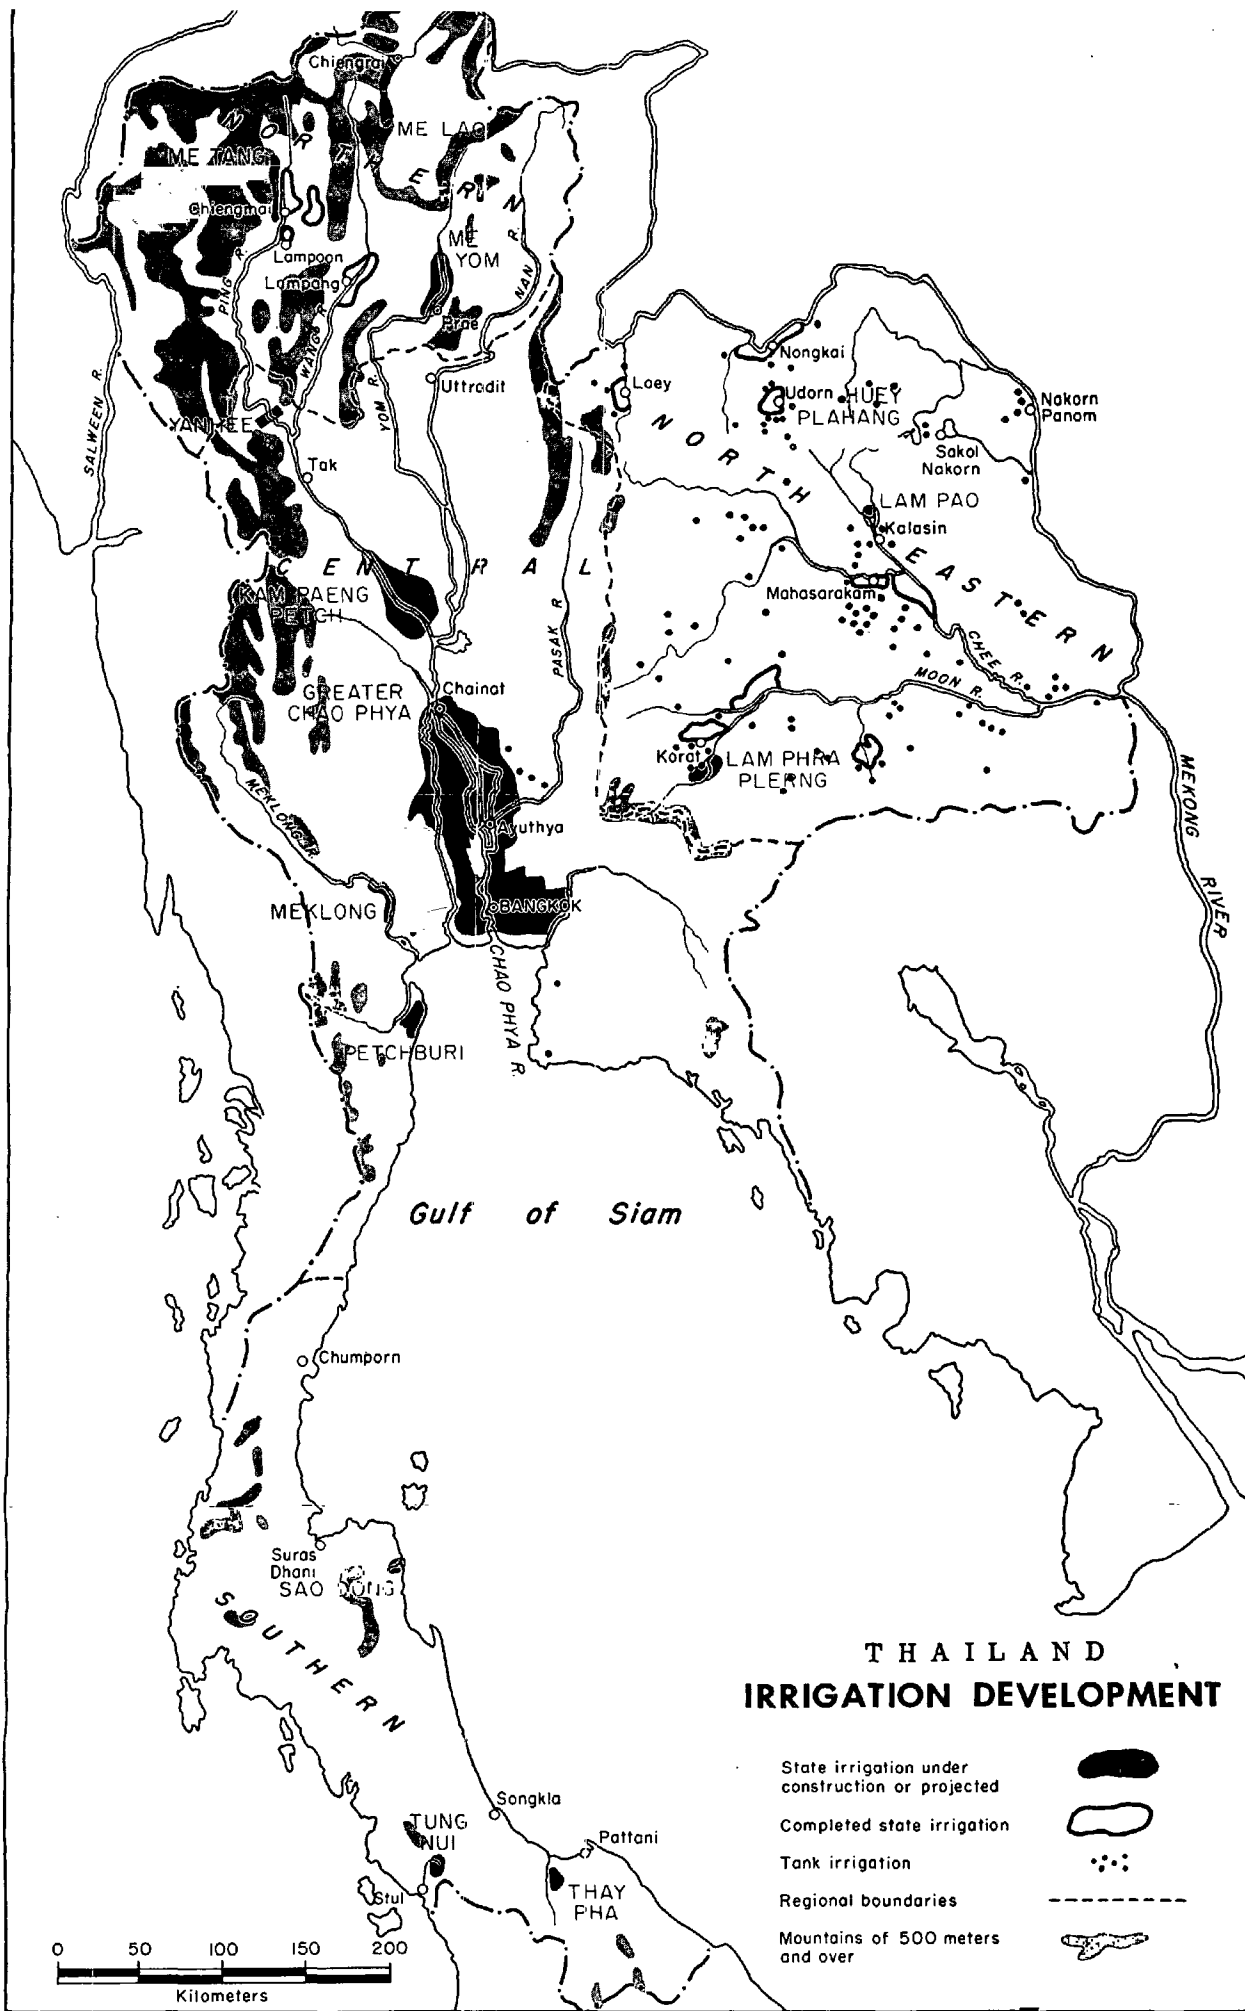 Chiengrai
NORTHERN
ME LAO
ME TANG
Chiengmai
Lampoon
Lampang
ME
YOM
PING R.
WANG R.
NAN R.
Prae
YOM R.
Uttradit
SALWEEN R.
YANHEE
Tak
Loey
Nongkai
Udorn
HUEY
PLAHANG
Nakorn
Panom
Sakol
Nakorn
NORTH EASTERN
LAM PAO
Kalasin
Mahasarakam
CENTRAL
KAM PAENG
PETCH
PASAK R
CHEE R.
MOON R.
GREATER
CHAO PHYA
Chainat
Korat
LAM PHRA
PLERNG
MEKLONG R.
Ayuthya
MEKLONG
BANGKOK
MEKONG RIVER
CHAO PHYA R.
PETCHBURI
Gulf of Siam
Chumporn
Suras
Dhani
SAO DONG
SOUTHERN
THAILAND
IRRIGATION DEVELOPMENT
State irrigation under
construction or projected
Completed state irrigation
Tank irrigation
Regional boundaries
Mountains of 500 meters
and over
Songkla
TUNG
NUI
Pattani
Stul
THAY
PHA
0 50 100 150 200
Kilometers